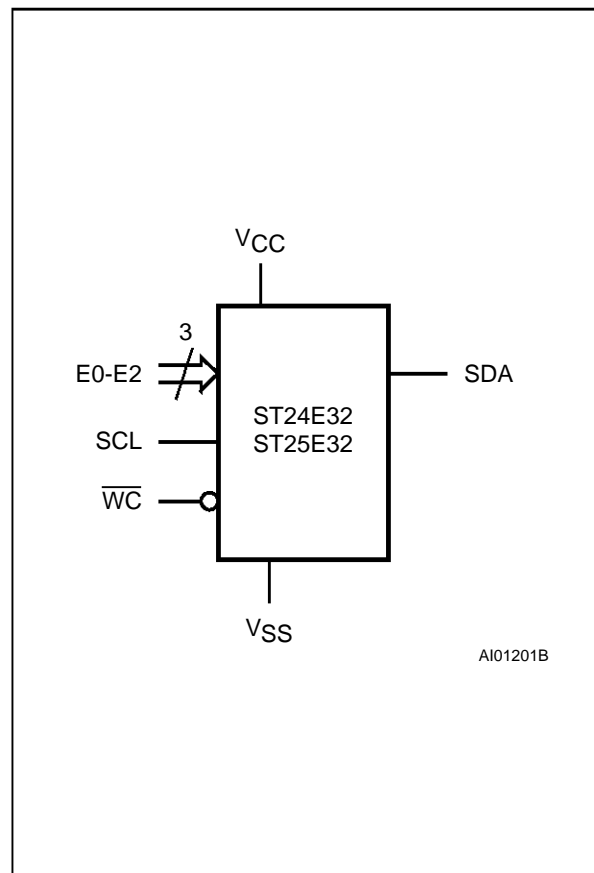 VCC
3
E0-E2
SDA
ST24E32
SCL
ST25E32
WC
VSS
AI01201B